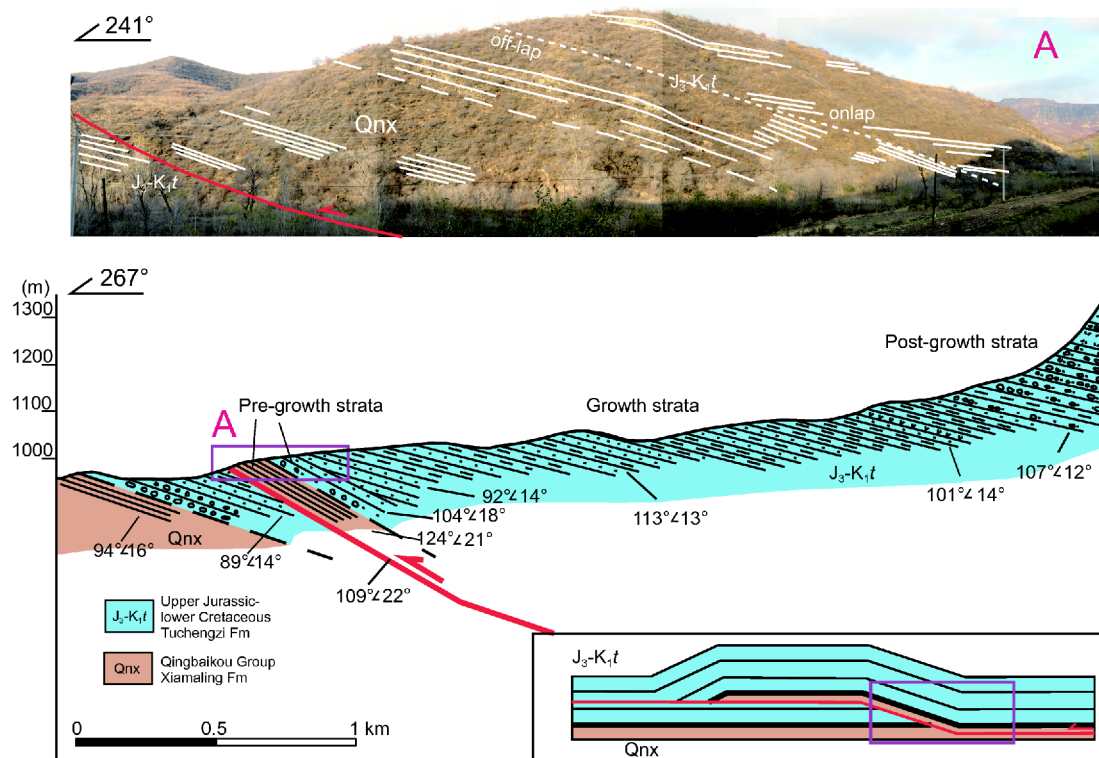 241°
A
off-lap
J₃-K₁t
onlap
Qnx
J₃-K₁t
267°
(m)
1300
1200
1100
1000
Post-growth strata
Pre-growth strata
Growth strata
A
92°∠14°
104°∠18°
124°∠21°
113°∠13°
J₃-K₁t
101°∠14°
107°∠12°
Qnx
94°∠16°
89°∠14°
109°∠22°
J₃-K₁t
Upper Jurassic-
lower Cretaceous
Tuchengzi Fm
Qnx
Qingbaikou Group
Xiamaling Fm
0
0.5
1 km
J₃-K₁t
Qnx